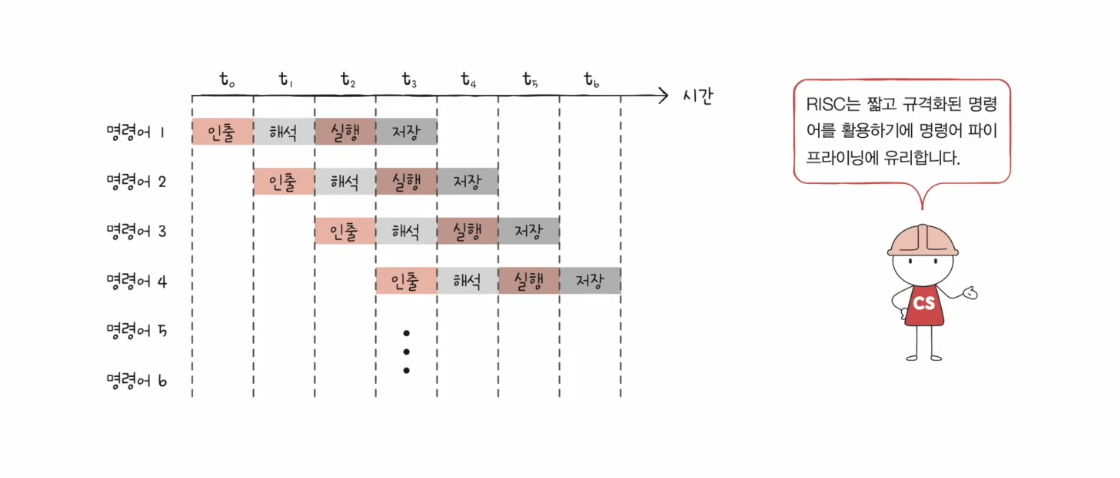 t₀ t₁ t₂ t₃ t₄ t₅ t₆
시간
명령어 1 인출 해석 실행 저장
명령어 2 인출 해석 실행 저장
명령어 3 인출 해석 실행 저장
명령어 4 인출 해석 실행 저장
명령어 5
명령어 6
RISC는 짧고 규격화된 명령
어를 활용하기에 명령어 파이
프라이닝에 유리합니다.
CS